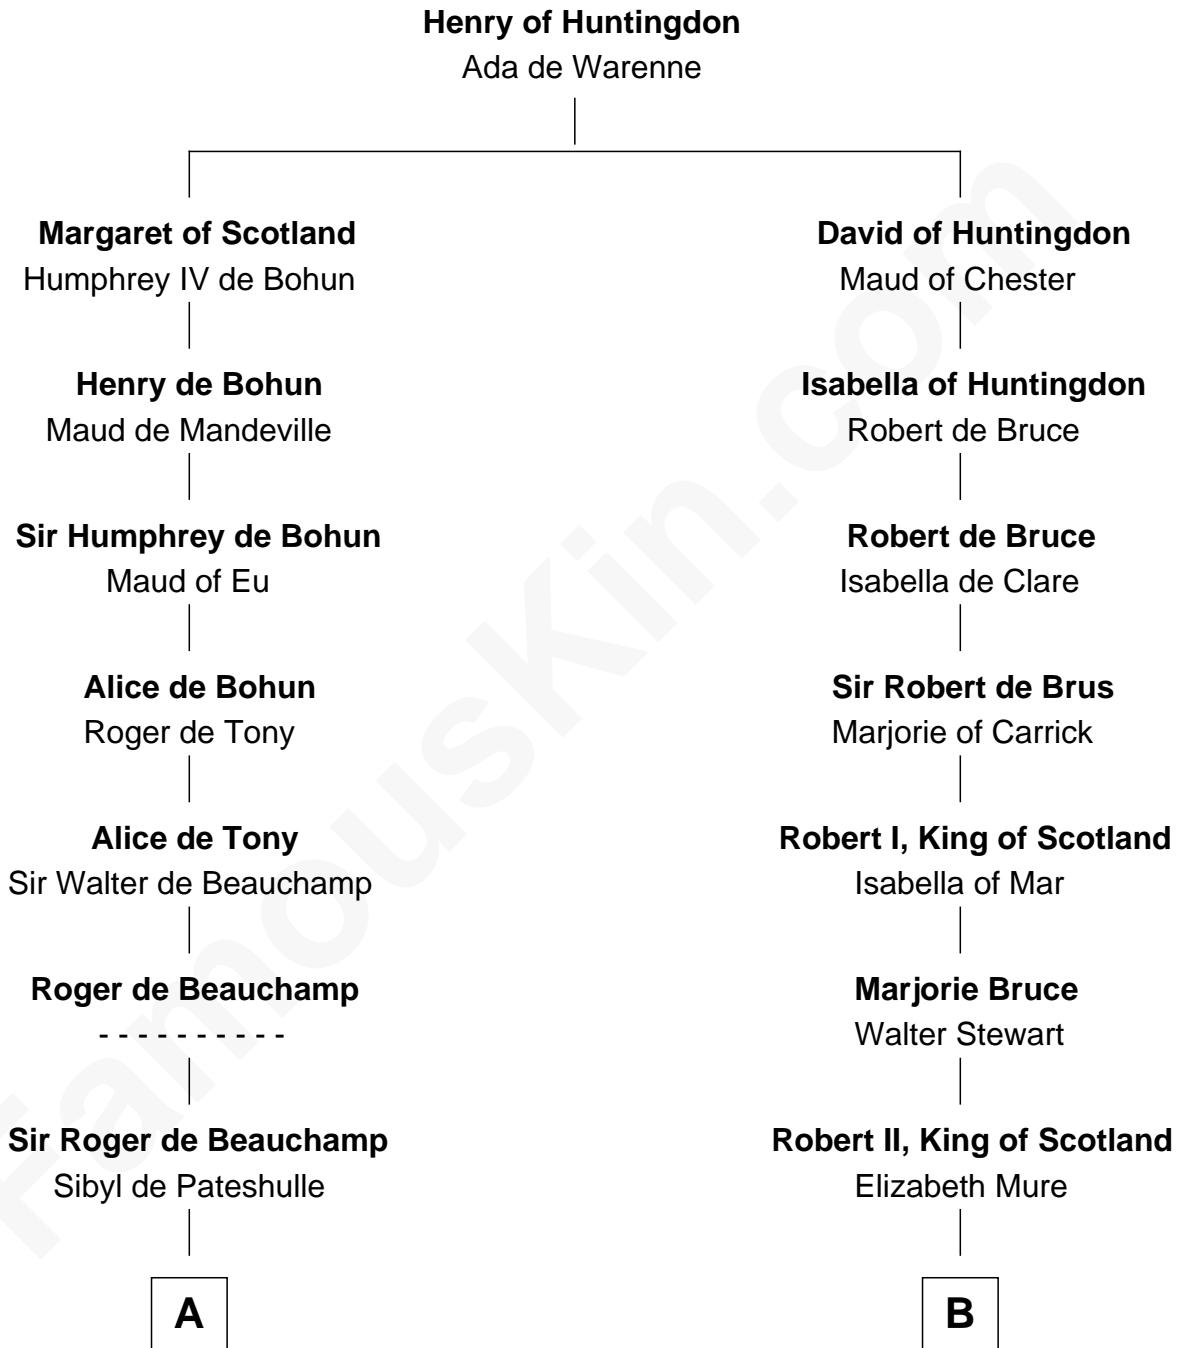 Henry of Huntingdon
Ada de Warenne
Margaret of Scotland
Humphrey IV de Bohun
Henry de Bohun
Maud de Mandeville
Sir Humphrey de Bohun
Maud of Eu
Alice de Bohun
Roger de Tony
Alice de Tony
Sir Walter de Beauchamp
Roger de Beauchamp
- - - - - - - - - -
Sir Roger de Beauchamp
Sibyl de Pateshulle
A
David of Huntingdon
Maud of Chester
Isabella of Huntingdon
Robert de Bruce
Robert de Bruce
Isabella de Clare
Sir Robert de Brus
Marjorie of Carrick
Robert I, King of Scotland
Isabella of Mar
Marjorie Bruce
Walter Stewart
Robert II, King of Scotland
Elizabeth Mure
B
FamousKin.com